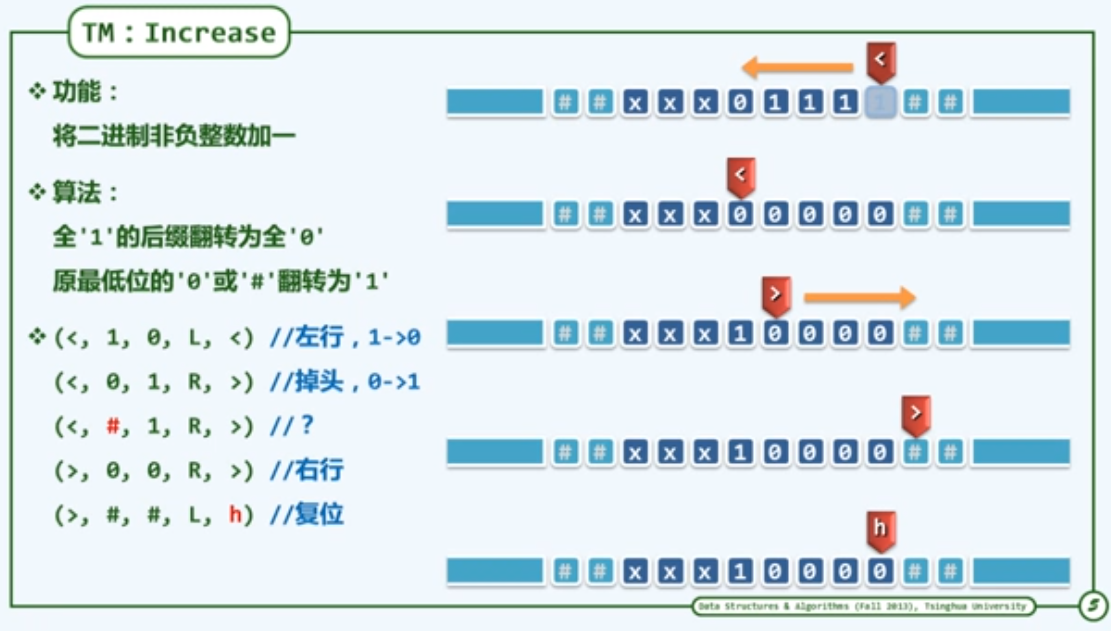 TM：Increase
❖ 功能：
将二进制非负整数加一
❖ 算法：
全'1'的后缀翻转为全'0'
原最低位的'0'或'#'翻转为'1'
❖ (<, 1, 0, L, <) //左行，1->0
(<, 0, 1, R, >) //掉头，0->1
(<, #, 1, R, >) //？
(>, 0, 0, R, >) //右行
(>, #, #, L, h) //复位
<
# # x x x 0 1 1 1 1 # #
<
# # x x x 0 0 0 0 0 # #
>
# # x x x 1 0 0 0 0 # #
>
# # x x x 1 0 0 0 0 # #
h
# # x x x 1 0 0 0 0 # #
Data Structures & Algorithms (Fall 2013), Tsinghua University
5